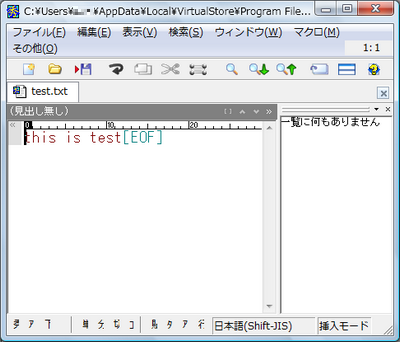 C:¥Users¥ ¥AppData¥Local¥VirtualStore¥Program File...
ファイル(F) 編集(E) 表示(V) 検索(S) ウィンドウ(W) マクロ(M)
その他(O) 1:1
test.txt
(見出し無し)
0 10 20
this is test[EOF]
一覧に何もありません
日本語(Shift-JIS) 挿入モード